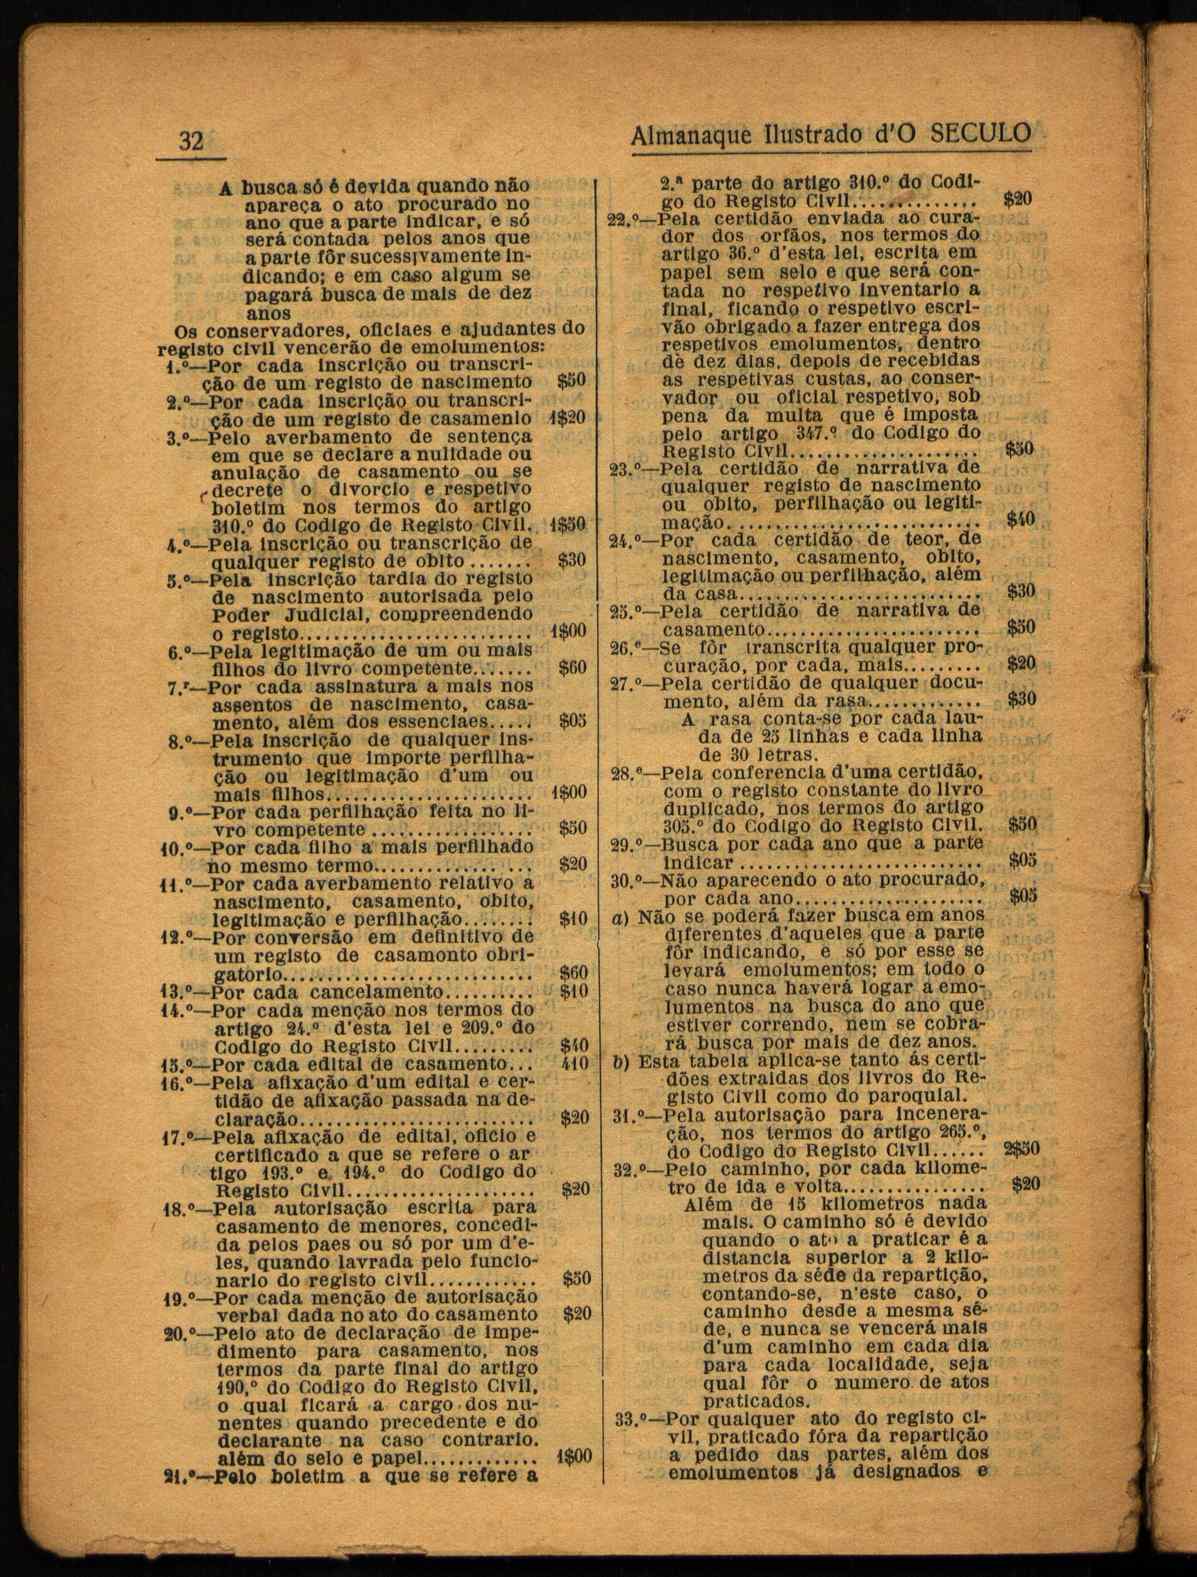 32
Almanaque Ilustrado d'O SECULO
A busca só é devida quando não
apareça o ato procurado no
ano que a parte indicar, e só
será contada pelos anos que
a parte fôr sucessivamente in-
dicando; e em caso algum se
pagará busca de mais de dez
anos
Os conservadores, oficiaes e ajudantes do
registo civil vencerão de emolumentos:
1.º—Por cada inscrição ou transcri-
ção de um registo de nascimento $50
2.º—Por cada inscrição ou transcri-
ção de um registo de casamenio 1$20
3.º—Pelo averbamento de sentença
em que se declare a nulidade ou
anulação de casamento ou se
decrete o divorcio e respetivo
boletim nos termos do artigo
310.º do Codigo de Registo Civil. 1$50
4.º—Pela inscrição ou transcrição de
qualquer registo de obito ....... $30
5.º—Pela inscrição tardia do registo
de nascimento autorisada pelo
Poder Judicial, compreendendo
o registo.......................... 1$00
6.º—Pela legitimação de um ou mais
filhos do livro competente....... $60
7.º—Por cada assinatura a mais nos
assentos de nascimento, casa-
mento, além dos essenciaes..... $05
8.º—Pela inscrição de qualquer ins-
trumento que importe perfilha-
ção ou legitimação d'um ou
mais filhos....................... 1$00
9.º—Por cada perfilhação feita no li-
vro competente .................. $50
10.º—Por cada filho a mais perfilhado
no mesmo termo.................. $20
11.º—Por cada averbamento relativo a
nascimento, casamento, obito,
legitimação e perfilhação........ $10
12.º—Por conversão em definitivo de
um registo de casamonto obri-
gatorio............................ $60
13.º—Por cada cancelamento.......... $10
14.º—Por cada menção nos termos do
artigo 24.º d'esta lei e 209.º do
Codigo do Registo Civil......... $40
15.º—Por cada edital de casamento... 410
16.º—Pela afixação d'um edital e cer-
tidão de afixação passada na de-
claração.......................... $20
17.º—Pela afixação de edital, oficio e
certificado a que se refere o ar
tigo 193.º e 194.º do Codigo do
Registo Civil..................... $20
18.º—Pela autorisação escrita para
casamento de menores, concedi-
da pelos paes ou só por um d'e-
les, quando lavrada pelo funcio-
nario do registo civil............ $50
19.º—Por cada menção de autorisação
verbal dada no ato do casamento $20
20.º—Pelo ato de declaração de impe-
dimento para casamento, nos
termos da parte final do artigo
190,º do Codigo do Registo Civil,
o qual ficará a cargo dos nu-
nentes quando precedente e do
declarante na caso contrario.
além do selo e papel............. 1$00
21.º—Pelo boletim a que se refere a
2.ª parte do artigo 310.º do Codi-
go do Registo Civil.............. $20
22.º—Pela certidão enviada ao cura-
dor dos orfãos, nos termos do
artigo 36.º d'esta lei, escrita em
papel sem selo e que será con-
tada no respetivo inventario a
final, ficando o respetivo escri-
vão obrigado a fazer entrega dos
respetivos emolumentos, dentro
de dez dias, depois de recebidas
as respetivas custas, ao conser-
vador ou oficial respetivo, sob
pena da multa que é imposta
pelo artigo 347.º do Codigo do
Registo Civil..................... $50
23.º—Pela certidão de narrativa de
qualquer registo de nascimento
ou obito, perfilhação ou legiti-
mação............................ $40
24.º—Por cada certidão de teor, de
nascimento, casamento, obito,
legitimação ou perfilhação, além
da casa........................... $30
25.º—Pela certidão de narrativa de
casamento........................ $50
26.º—Se fôr transcrita qualquer pro-
curação, por cada, mais......... $20
27.º—Pela certidão de qualquer docu-
mento, além da rasa............. $30
A rasa conta-se por cada lau-
da de 25 linhas e cada linha
de 30 letras.
28.º—Pela conferencia d'uma certidão,
com o registo constante do livro
duplicado, nos termos do artigo
305.º do Codigo do Registo Civil. $50
29.º—Busca por cada ano que a parte
indicar ........................... $05
30.º—Não aparecendo o ato procurado,
por cada ano..................... $05
a) Não se poderá fazer busca em anos
diferentes d'aqueles que a parte
fôr indicando, e só por esse se
levará emolumentos; em todo o
caso nunca haverá logar a emo-
lumentos na busca do ano que
estiver correndo, nem se cobra-
rá busca por mais de dez anos.
b) Esta tabela aplica-se tanto ás certi-
dões extraidas dos livros do Re-
gisto Civil como do paroquial.
31.º—Pela autorisação para incenera-
ção, nos termos do artigo 265.º,
do Codigo do Registo Civil...... 2$50
32.º—Pelo caminho, por cada kilome-
tro de ida e volta................ $20
Além de 15 kilometros nada
mais. O caminho só é devido
quando o ato a praticar é a
distancia superior a 2 kilo-
metros da séde da repartição,
contando-se, n'este caso, o
caminho desde a mesma sé-
de, e nunca se vencerá mais
d'um caminho em cada dia
para cada localidade, seja
qual fôr o numero de atos
praticados.
33.º—Por qualquer ato do registo ci-
vil, praticado fóra da repartição
a pedido das partes, além dos
emolumentos já designados e